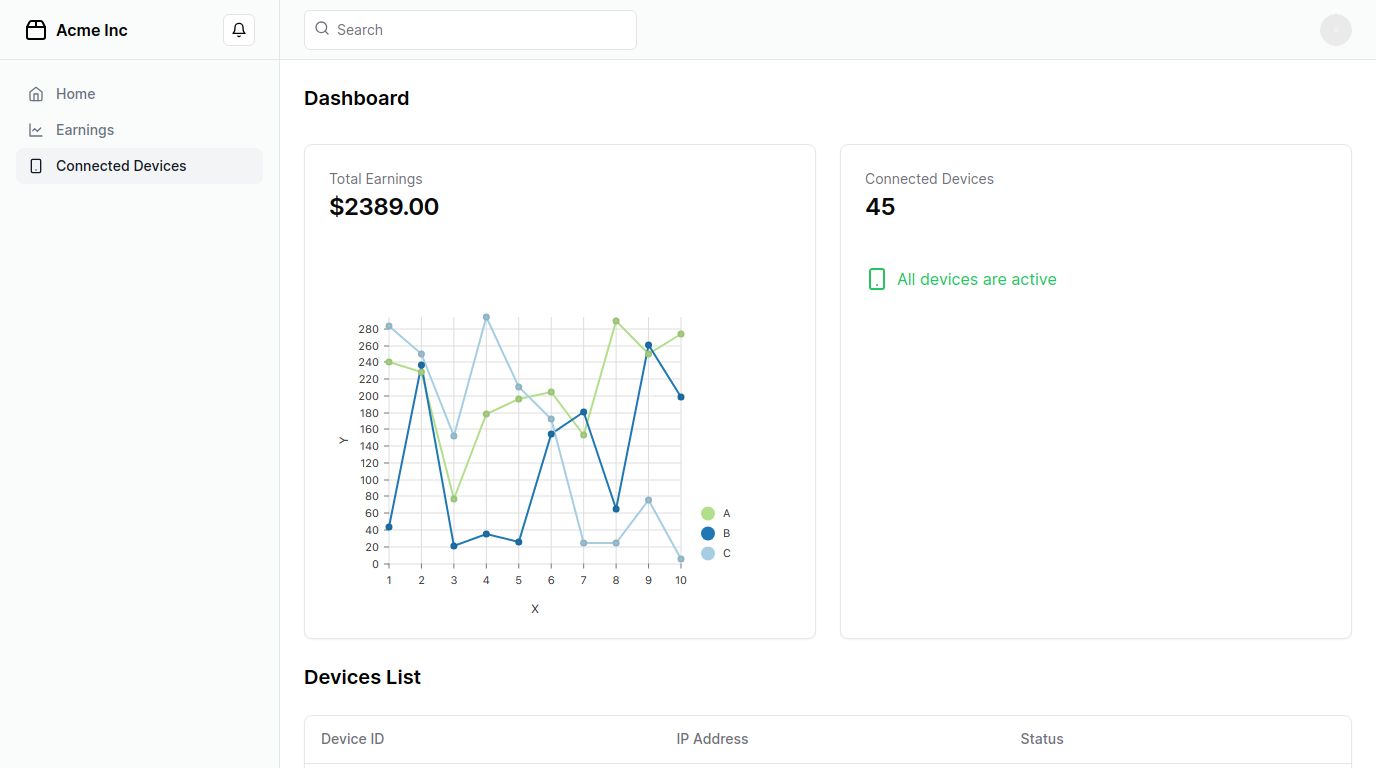 Acme Inc
Search
Home
Earnings
Connected Devices
Dashboard
Total Earnings
$2389.00
Connected Devices
45
All devices are active
280
260
240
220
200
180
160
140
120
100
80
60
40
20
0
Y
1 2 3 4 5 6 7 8 9 10
X
A
B
C
Devices List
Device ID IP Address Status